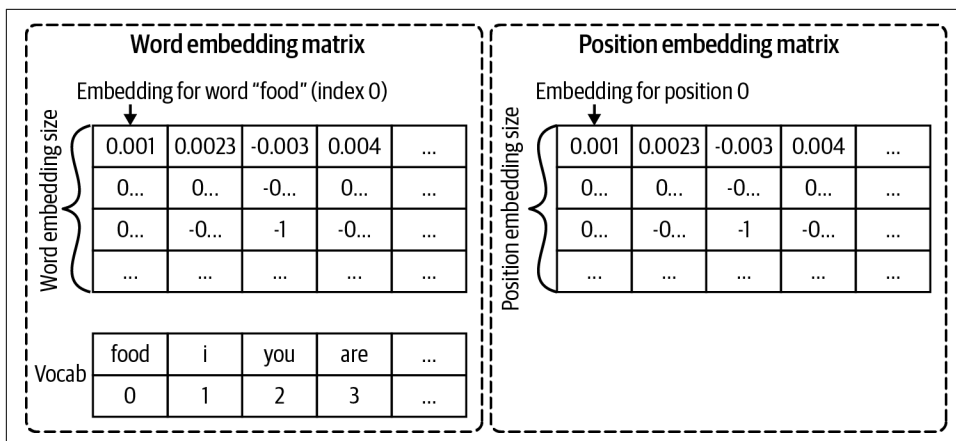 Word embedding matrix
Embedding for word “food” (index 0)
Word embedding size
0.001 0.0023 -0.003 0.004 ...
0... 0... -0... 0... ...
0... -0... -1 -0... ...
... ... ... ... ...
Vocab
food i you are ...
0 1 2 3 ...
Position embedding matrix
Embedding for position 0
Position embedding size
0.001 0.0023 -0.003 0.004 ...
0... 0... -0... 0... ...
0... -0... -1 -0... ...
... ... ... ... ...